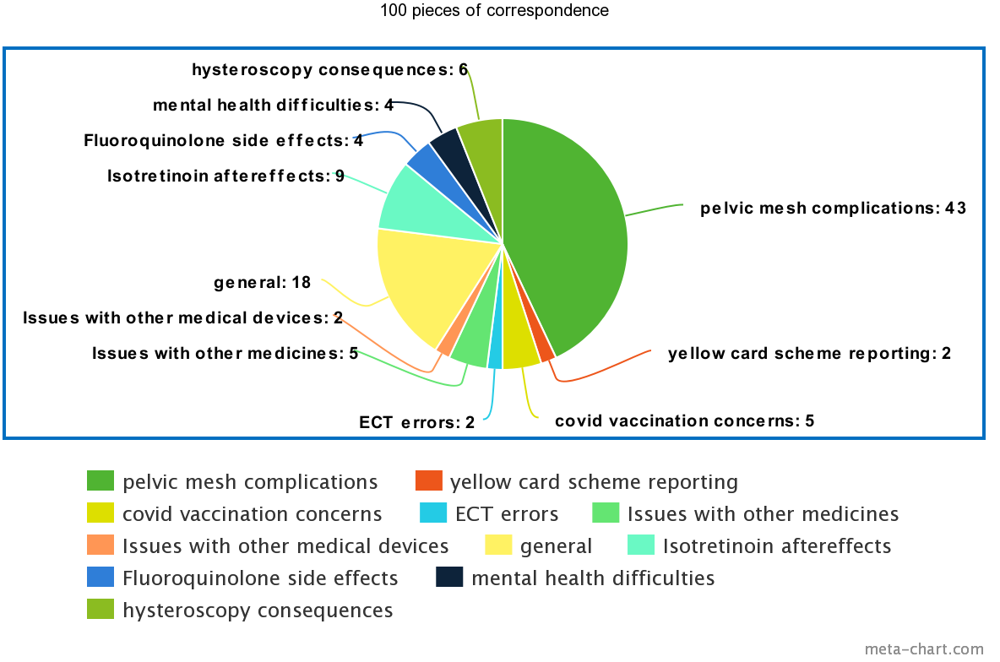 100 pieces of correspondence
hysteroscopy consequences: 6
mental health difficulties: 4
Fluoroquinolone side effects: 4
Isotretinoin aftereffects: 9
pelvic mesh complications: 43
general: 18
Issues with other medical devices: 2
Issues with other medicines: 5
yellow card scheme reporting: 2
ECT errors: 2
covid vaccination concerns: 5
pelvic mesh complications
yellow card scheme reporting
covid vaccination concerns
ECT errors
Issues with other medicines
Issues with other medical devices
general
Isotretinoin aftereffects
Fluoroquinolone side effects
mental health difficulties
hysteroscopy consequences
meta-chart.com